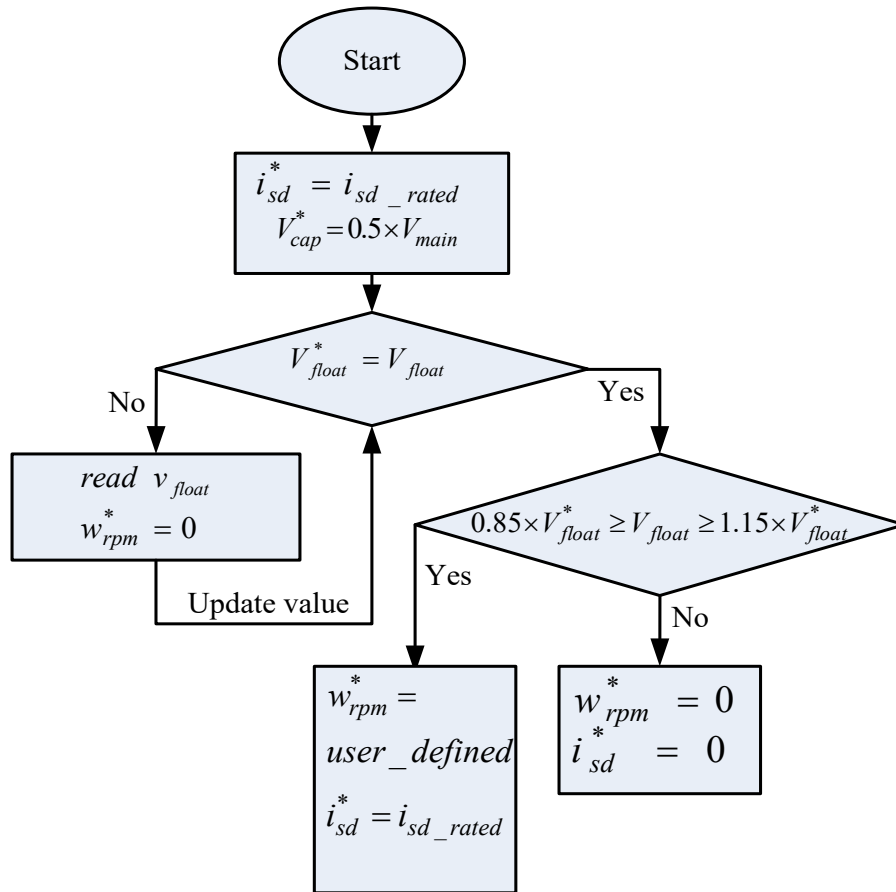 Start
i*sd = isd_rated
V*cap = 0.5×Vmain
V*float = Vfloat
No
Yes
read vfloat
w*rpm = 0
0.85×V*float ≥ Vfloat ≥ 1.15×V*float
Update value
Yes
No
w*rpm =
user_defined
i*sd = isd_rated
w*rpm = 0
i*sd = 0